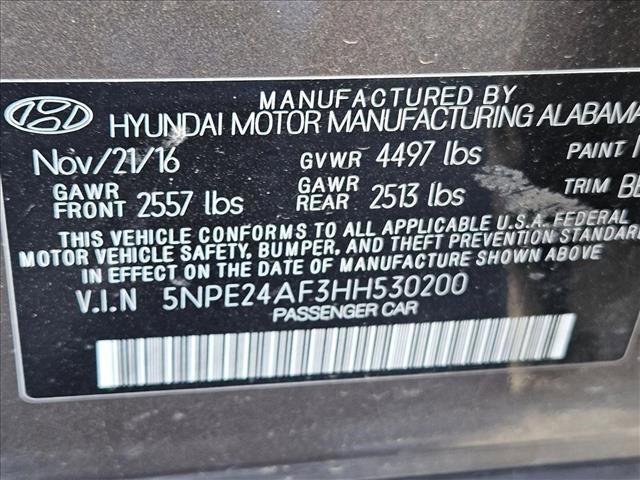 MANUFACTURED BY
HYUNDAI MOTOR MANUFACTURING ALABAMA
Nov/21/16 GVWR 4497 lbs PAINT
GAWR FRONT 2557 lbs GAWR REAR 2513 lbs TRIM
THIS VEHICLE CONFORMS TO ALL APPLICABLE U.S.A. FEDERAL
MOTOR VEHICLE SAFETY, BUMPER, AND THEFT PREVENTION STANDAR
IN EFFECT ON THE DATE OF MANUFACTURE SHOWN ABOVE
V.I.N 5NPE24AF3HH530200
PASSENGER CAR